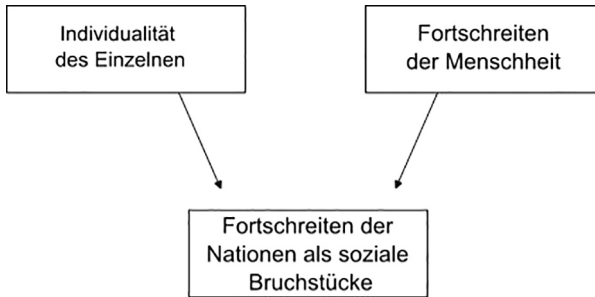 Individualität
des Einzelnen
Fortschreiten
der Menschheit
Fortschreiten der
Nationen als soziale
Bruchstücke